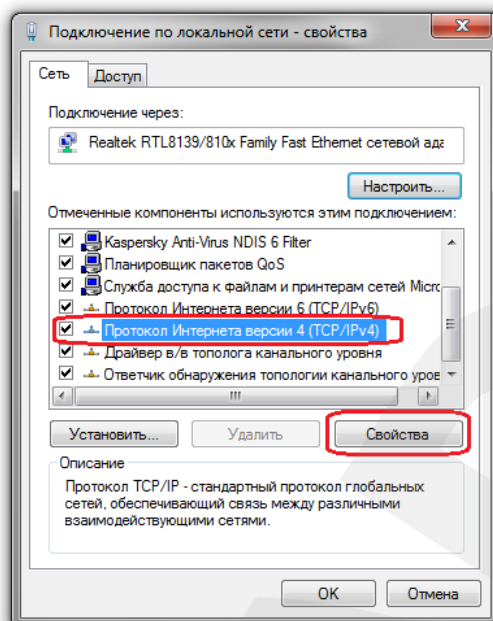 Подключение по локальной сети - свойства
Сеть
Доступ
Подключение через:
Realtek RTL8139/810x Family Fast Ethernet сетевой ада
Настроить...
Отмеченные компоненты используются этим подключением:
Kaspersky Anti-Virus NDIS 6 Filter
Планировщик пакетов QoS
Служба доступа к файлам и принтерам сетей Micro
Протокол Интернета версии 6 (TCP/IPv6)
Протокол Интернета версии 4 (TCP/IPv4)
Драйвер в/в тополога канального уровня
Ответчик обнаружения топологии канального уров
Установить...
Удалить
Свойства
Описание
Протокол TCP/IP - стандартный протокол глобальных
сетей, обеспечивающий связь между различными
взаимодействующими сетями.
OK
Отмена